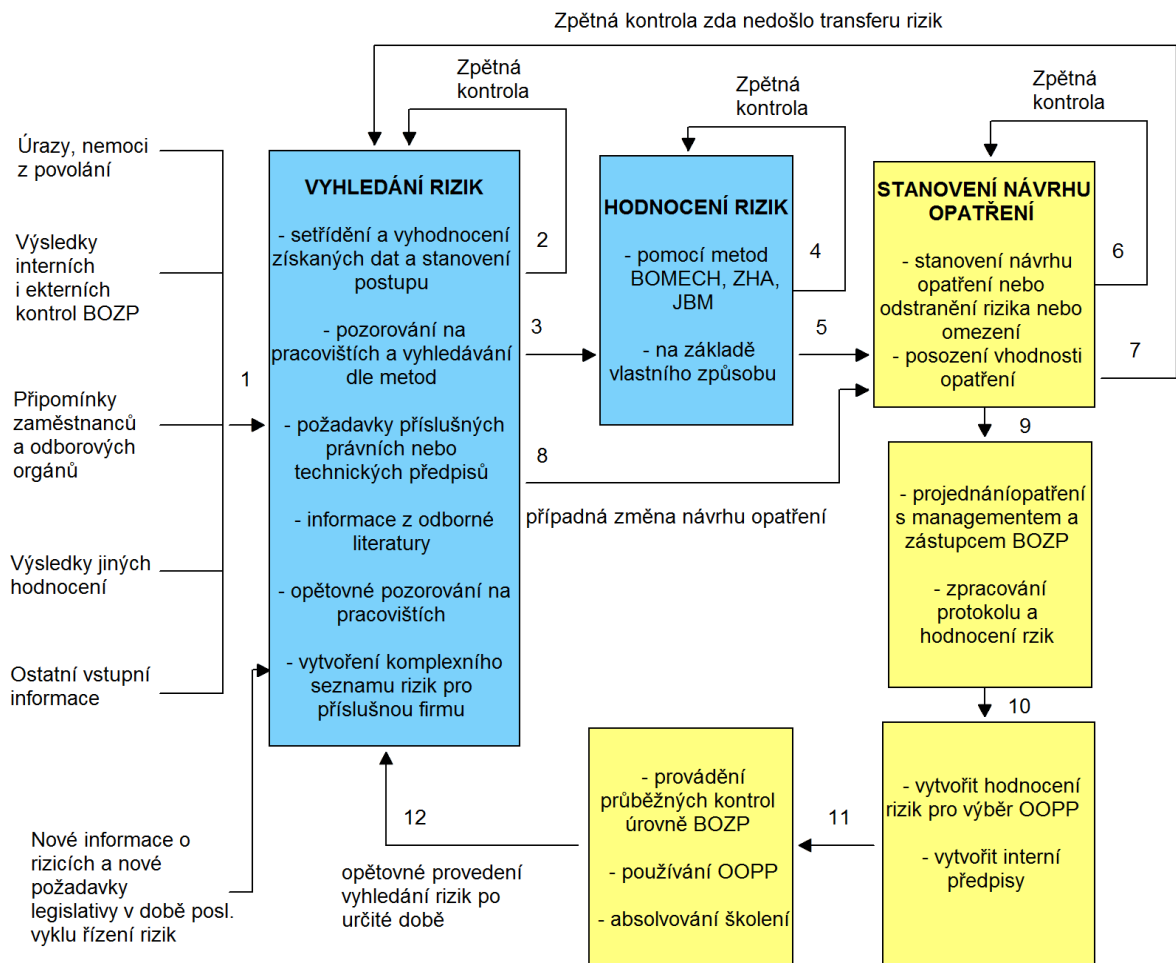 Zpětná kontrola zda nedošlo transferu rizik
Zpětná
kontrola
Zpětná
kontrola
Zpětná
kontrola
Úrazy, nemoci
z povolání
Výsledky
interních
i ekterních
kontrol BOZP
Připomínky
zaměstnanců
a odborových
orgánů
Výsledky jiných
hodnocení
Ostatní vstupní
informace
Nové informace o
rizicích a nové
požadavky
legislativy v době posl.
vyklu řízení rizik
1
VYHLEDÁNÍ RIZIK
- setřídění a vyhodnocení
získaných dat a stanovení
postupu
- pozorování na
pracovištích a vyhledávání
dle metod
- požadavky příslušných
právních nebo
technických předpisů
- informace z odborné
literatury
- opětovné pozorování na
pracovištích
- vytvoření komplexního
seznamu rizik pro
příslušnou firmu
2
3
8
případná změna návrhu opatření
HODNOCENÍ RIZIK
- pomocí metod
BOMECH, ZHA,
JBM
- na základě
vlastního způsobu
4
5
STANOVENÍ NÁVRHU
OPATŘENÍ
- stanovení návrhu
opatření nebo
odstranění rizika nebo
omezení
- posození vhodnosti
opatření
6
7
9
- projednáníopatření
s managementem a
zástupcem BOZP
- zpracování
protokolu a
hodnocení rzik
10
- vytvořit hodnocení
rizik pro výběr OOPP
- vytvořit interní
předpisy
11
- provádění
průběžných kontrol
úrovně BOZP
- používání OOPP
- absolvování školení
12
opětovné provedení
vyhledání rizik po
určité době